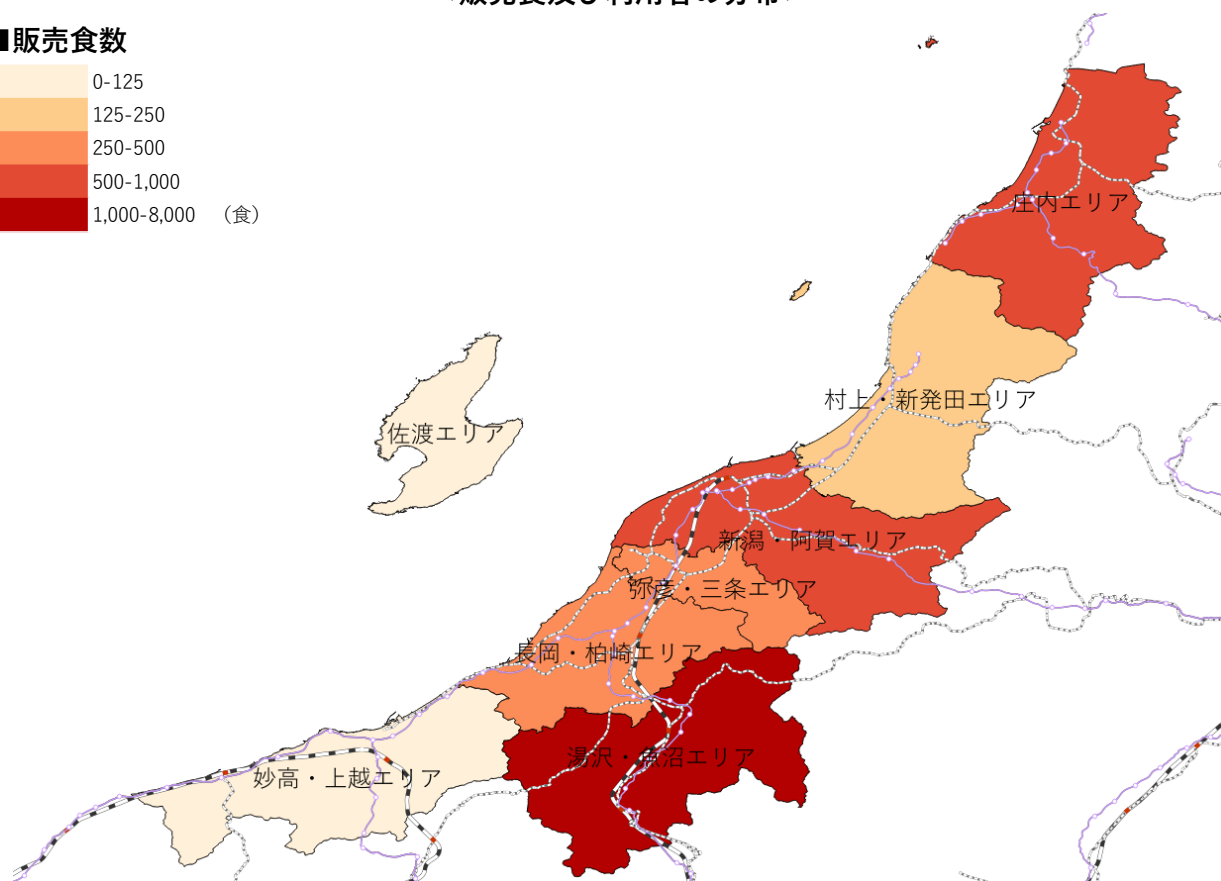 ■販売食数
0-125
125-250
250-500
500-1,000
1,000-8,000 （食）
庄内エリア
村上・新発田エリア
佐渡エリア
新潟・阿賀エリア
弥彦・三条エリア
長岡・柏崎エリア
湯沢・魚沼エリア
妙高・上越エリア